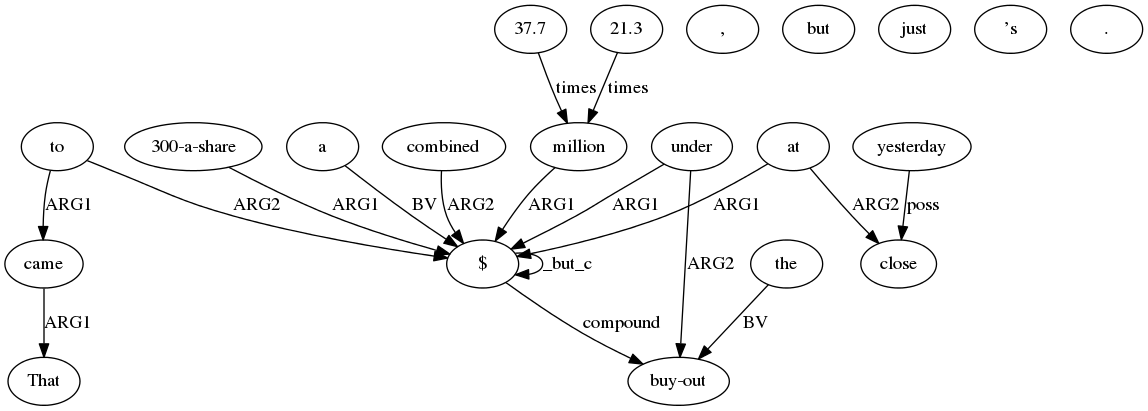 37.7 21.3 , but just ’s .
times times
to 300-a-share a combined million under at yesterday
ARG1 ARG2 ARG1 BV ARG2 ARG1 ARG1 ARG1 ARG2 poss
came $ _but_c ARG2 the close
ARG1 compound BV
That buy-out